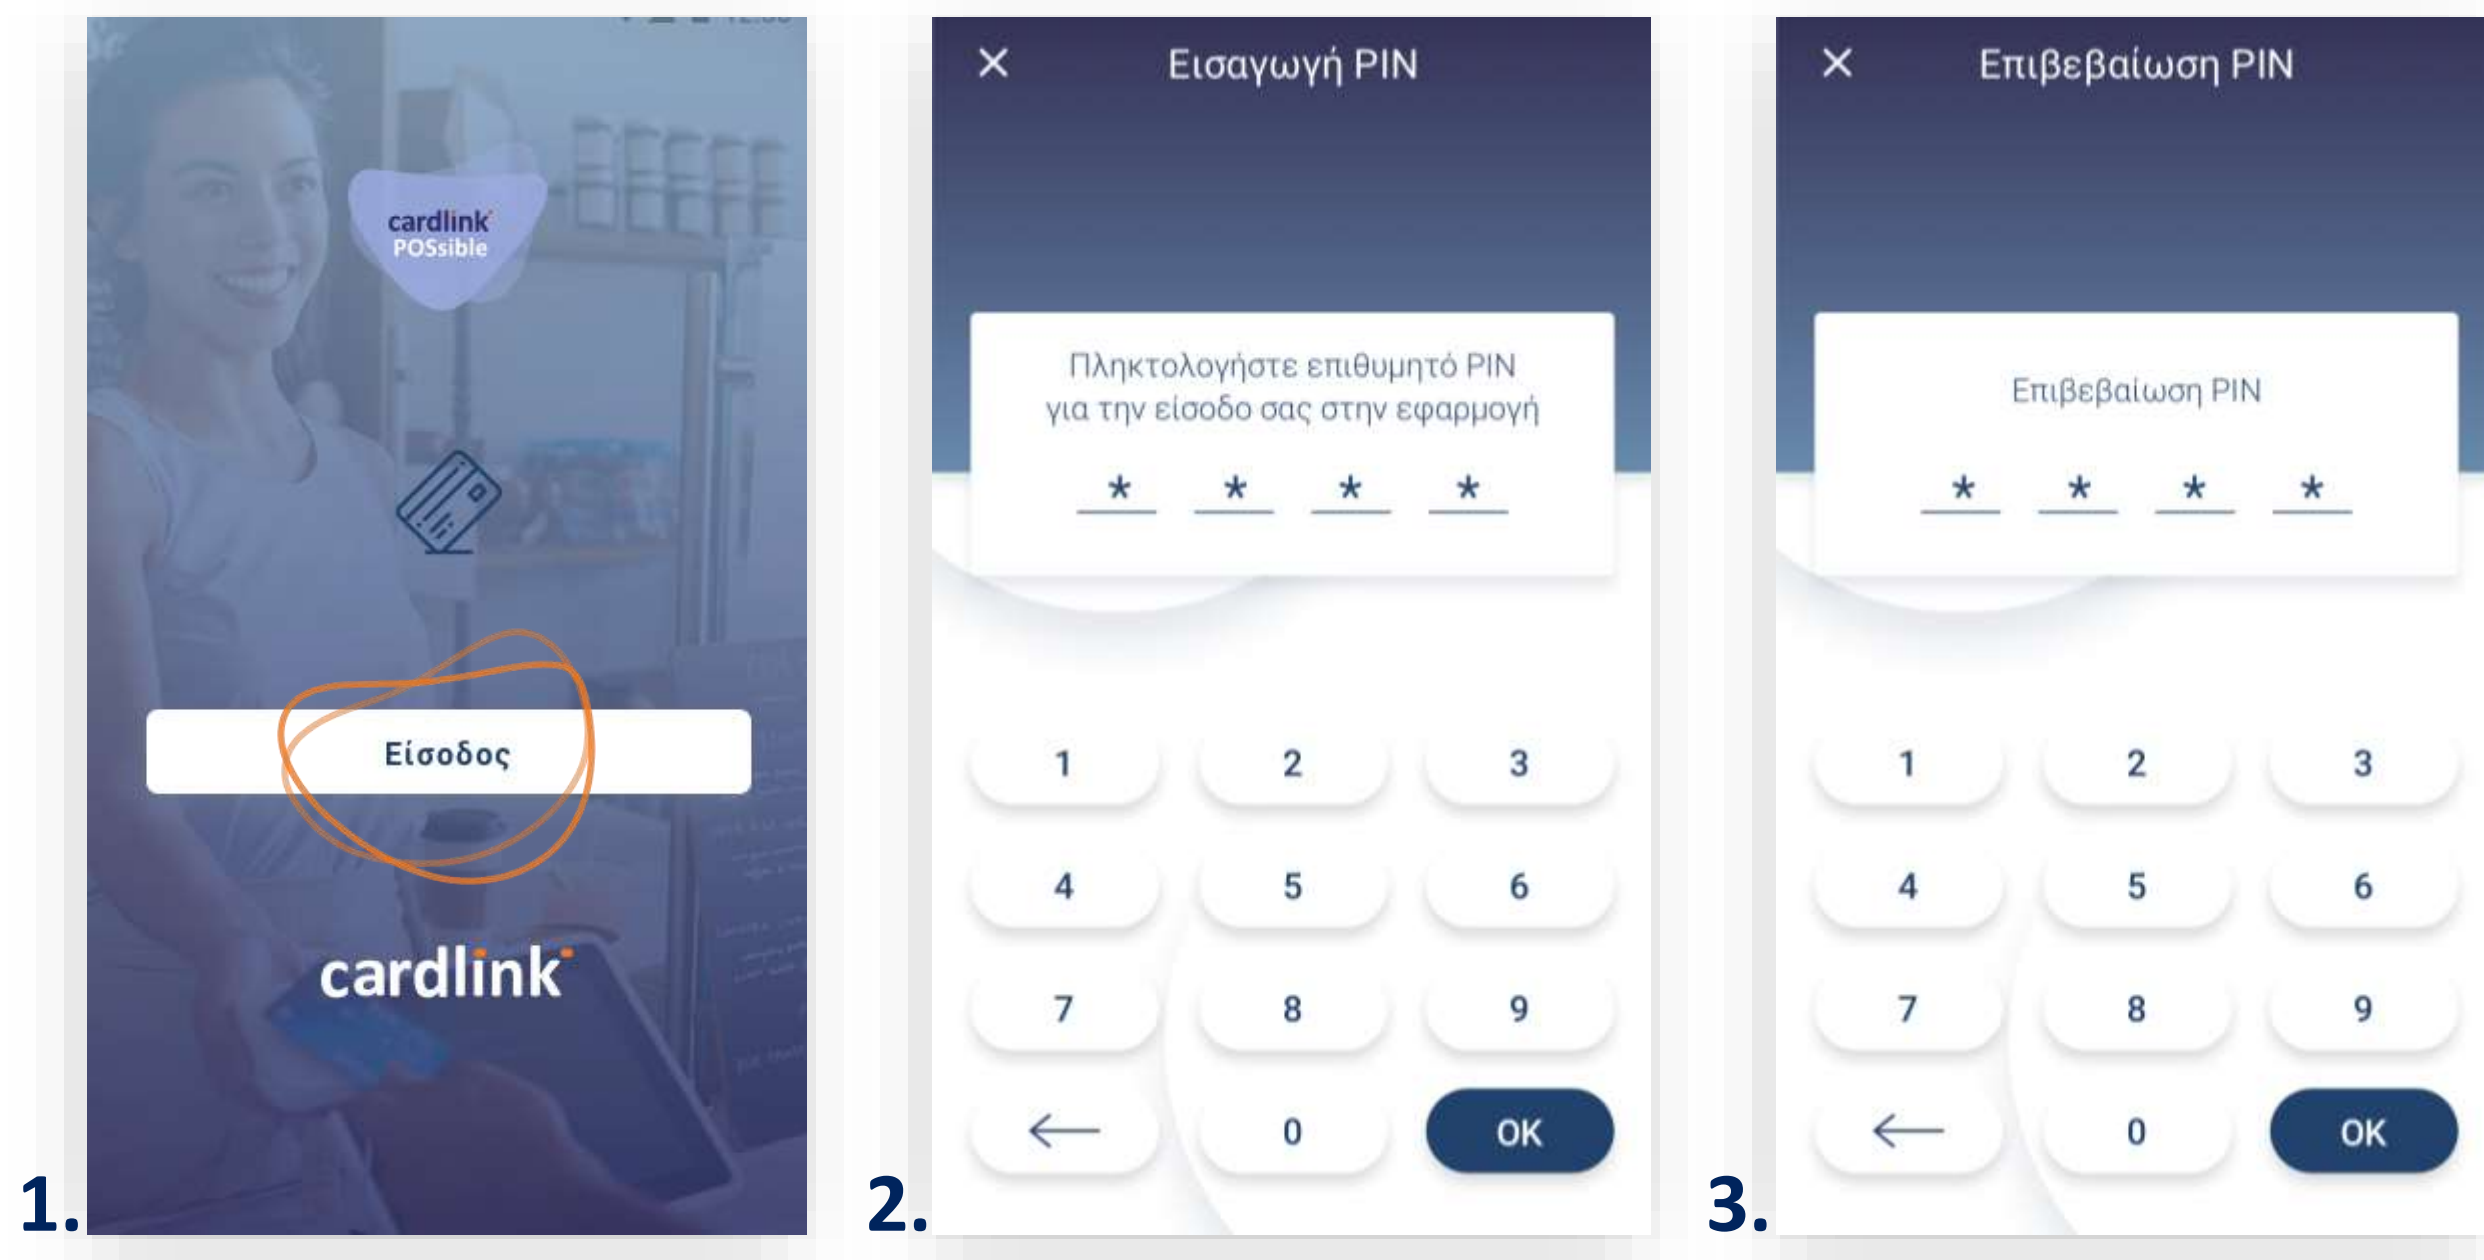 cardlink
POSsible
Είσοδος
cardlink
1.
Εισαγωγή PIN
Πληκτολογήστε επιθυμητό PIN
για την είσοδο σας στην εφαρμογή
* * * *
1 2 3
4 5 6
7 8 9
0 OK
2.
Επιβεβαίωση PIN
Επιβεβαίωση PIN
* * * *
1 2 3
4 5 6
7 8 9
0 OK
3.